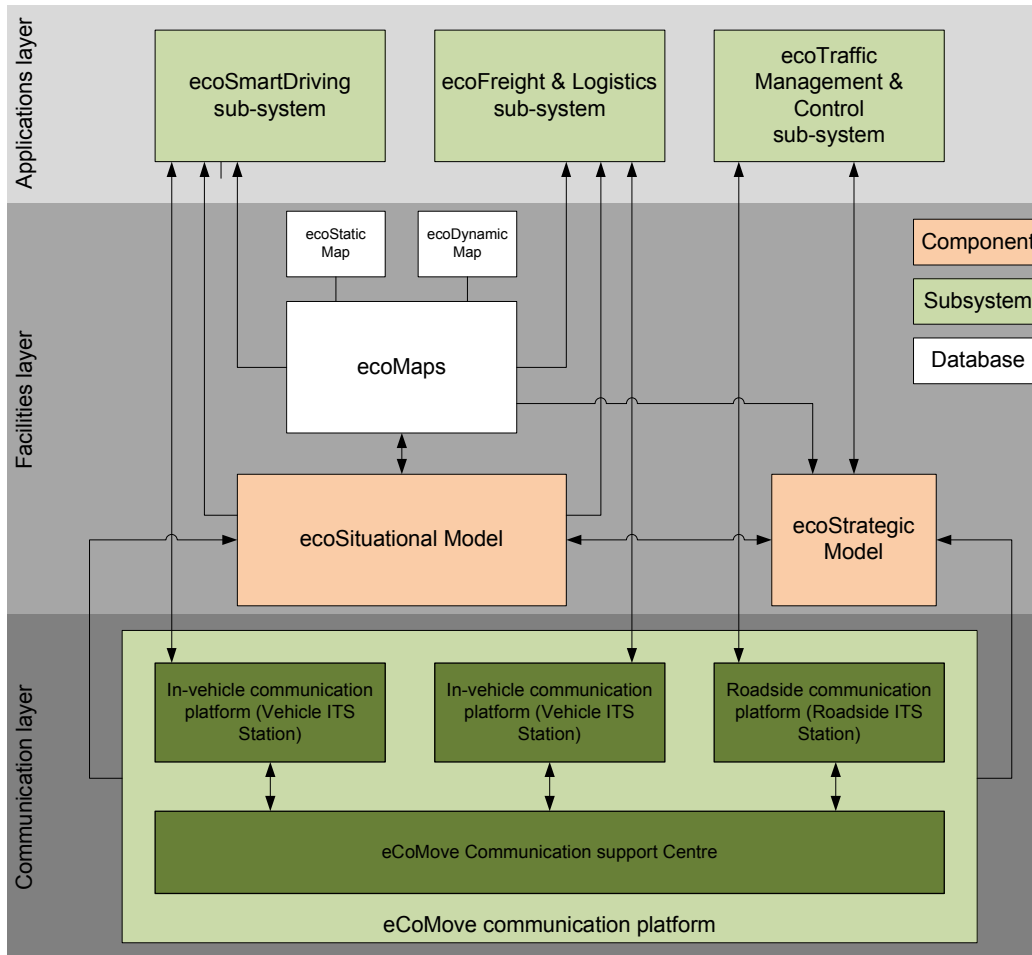 Applications layer
ecoSmartDriving
sub-system
ecoFreight & Logistics
sub-system
ecoTraffic
Management &
Control
sub-system
Facilities layer
ecoStatic
Map
ecoDynamic
Map
Component
Subsystem
Database
ecoMaps
ecoSituational Model
ecoStrategic
Model
Communication layer
In-vehicle communication
platform (Vehicle ITS
Station)
In-vehicle communication
platform (Vehicle ITS
Station)
Roadside communication
platform (Roadside ITS
Station)
eCoMove Communication support Centre
eCoMove communication platform